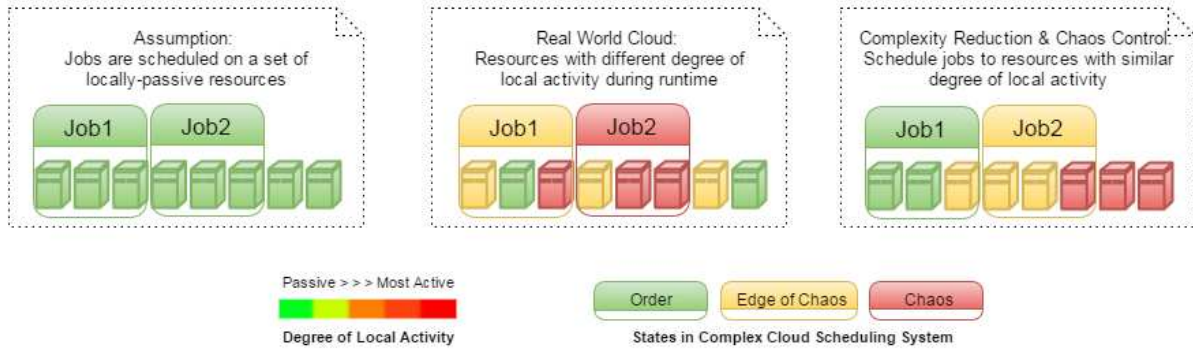 Assumption:
Jobs are scheduled on a set of
locally-passive resources
Job1
Job2
Real World Cloud:
Resources with different degree of
local activity during runtime
Job1
Job2
Complexity Reduction & Chaos Control:
Schedule jobs to resources with similar
degree of local activity
Job1
Job2
Passive > > > Most Active
Degree of Local Activity
Order
Edge of Chaos
Chaos
States in Complex Cloud Scheduling System